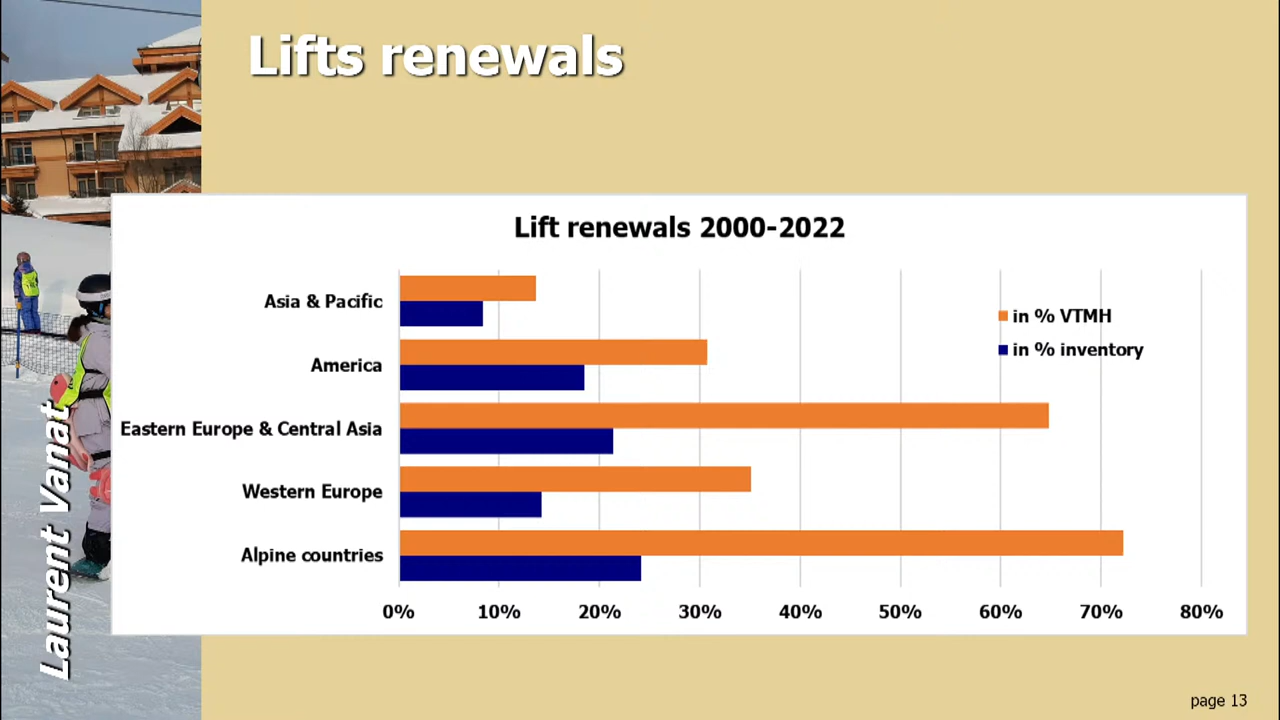 Lifts renewals
Lift renewals 2000-2022
Asia & Pacific
America
Eastern Europe & Central Asia
Western Europe
Alpine countries
in % VTMH
in % inventory
0% 10% 20% 30% 40% 50% 60% 70% 80%
Laurent Vanat
page 13